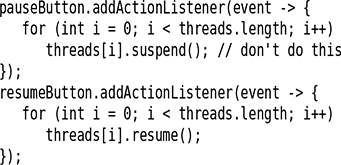 pauseButton.addActionListener(event -> {
   for (int i = 0; i < threads.length; i++)
      threads[i].suspend(); // don't do this
});
resumeButton.addActionListener(event -> {
   for (int i = 0; i < threads.length; i++)
      threads[i].resume();
});